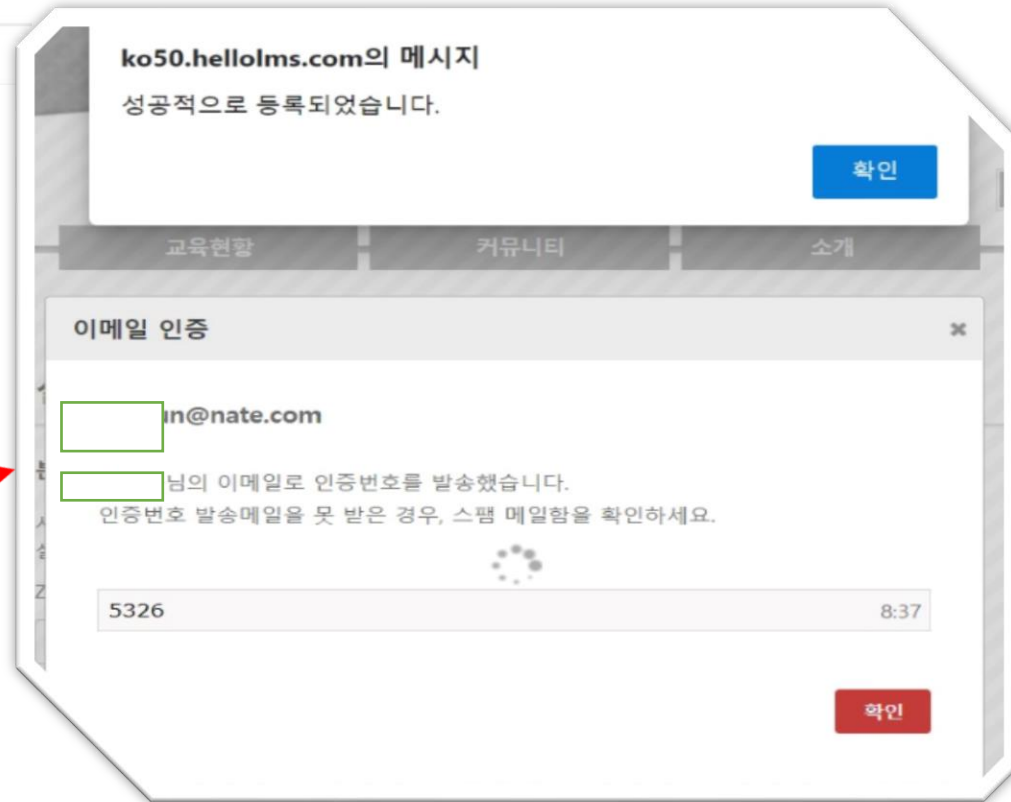 ko50.hellolms.com의 메시지
성공적으로 등록되었습니다.
확인
교육현황 커뮤니티 소개
이메일 인증
un@nate.com
님의 이메일로 인증번호를 발송했습니다.
인증번호 발송메일을 못 받은 경우, 스팸 메일함을 확인하세요.
5326 8:37
확인